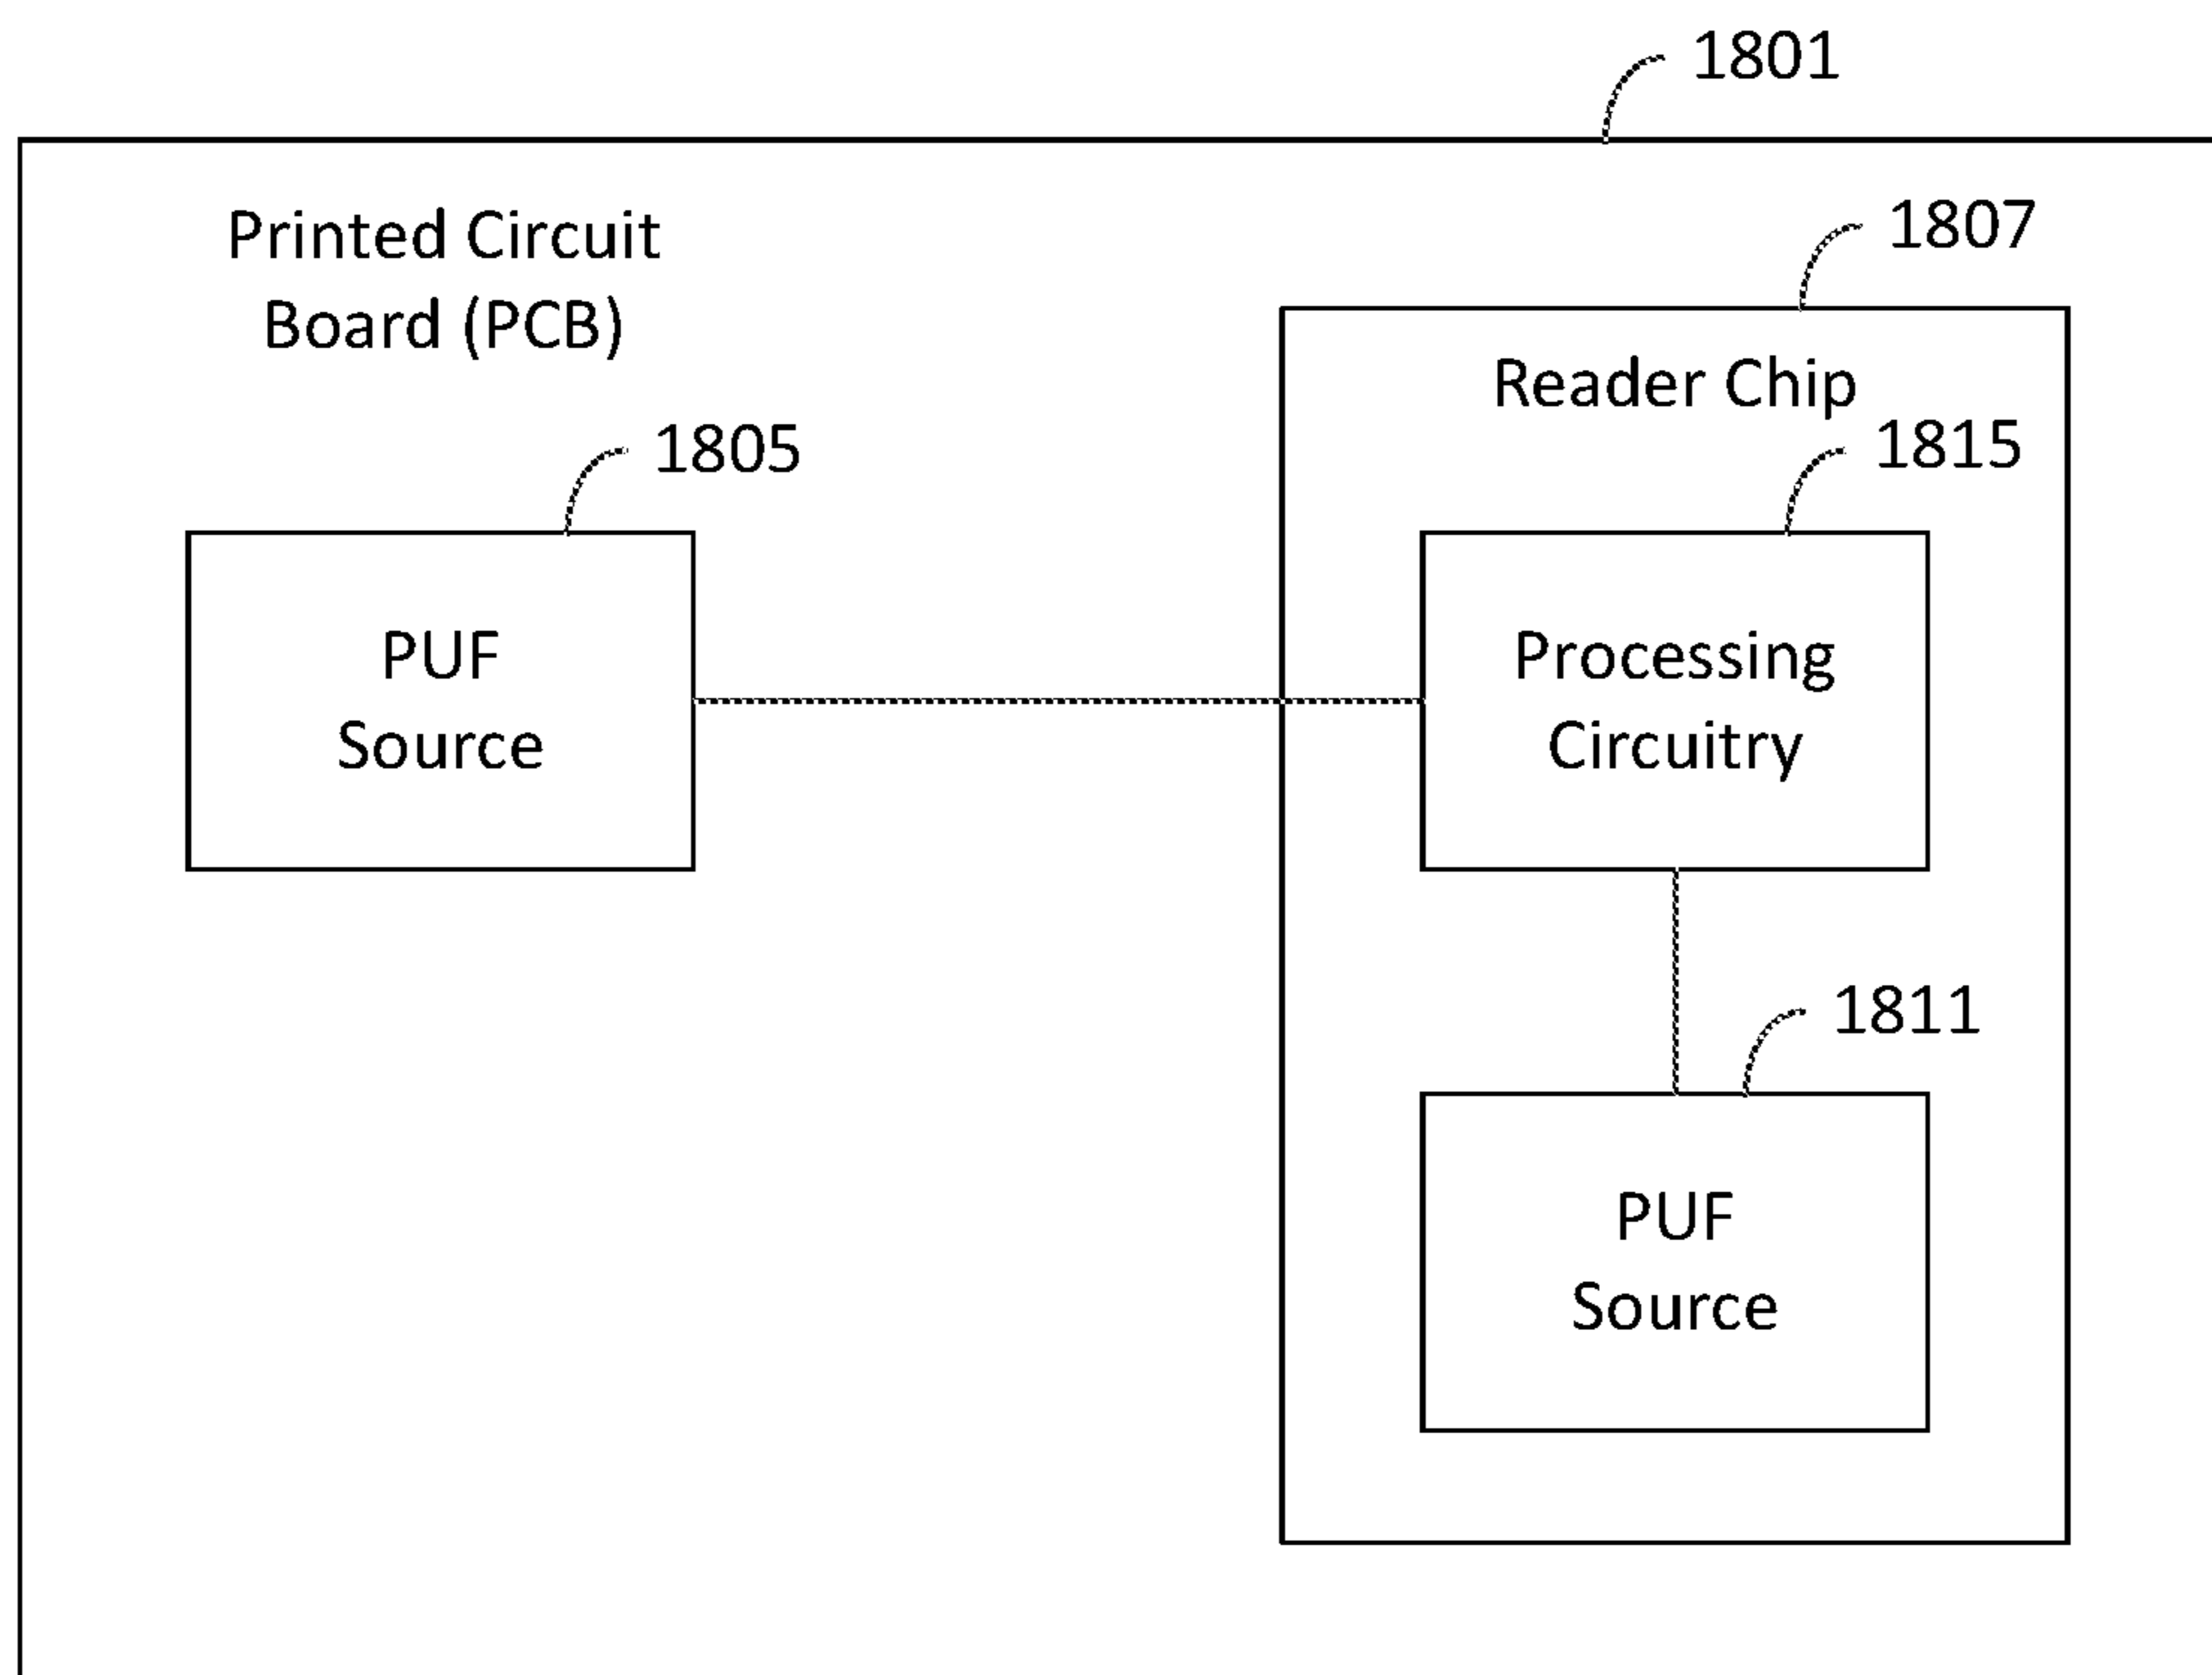 1801
Printed Circuit
Board (PCB)
1807
Reader Chip
1805
1815
PUF
Source
Processing
Circuitry
1811
PUF
Source